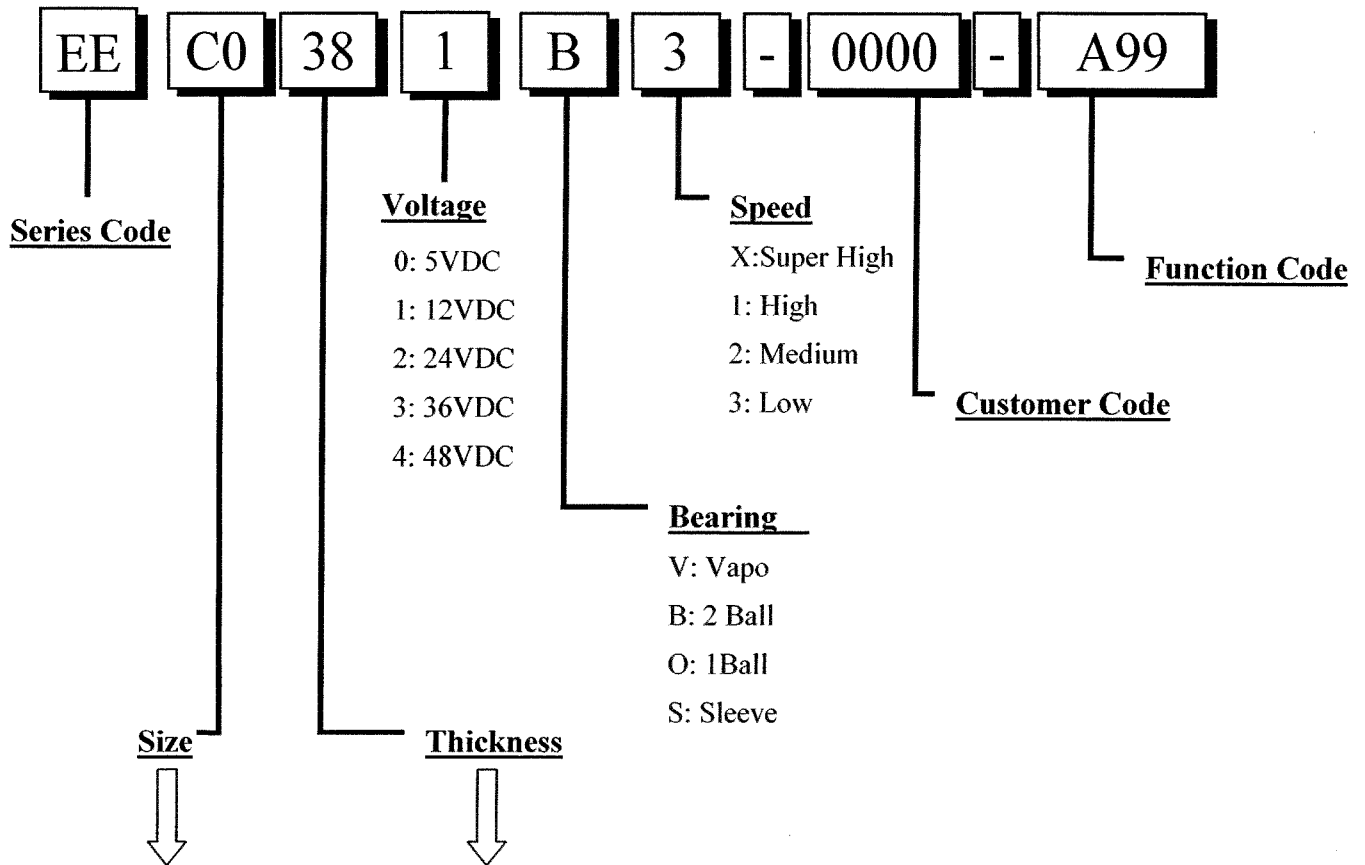 EE C0 38 1 B 3 - 0000 - A99
Series Code
Voltage
0: 5VDC
1: 12VDC
2: 24VDC
3: 36VDC
4: 48VDC
Speed
X:Super High
1: High
2: Medium
3: Low
Function Code
Customer Code
Bearing
V: Vapo
B: 2 Ball
O: 1Ball
S: Sleeve
Size
Thickness